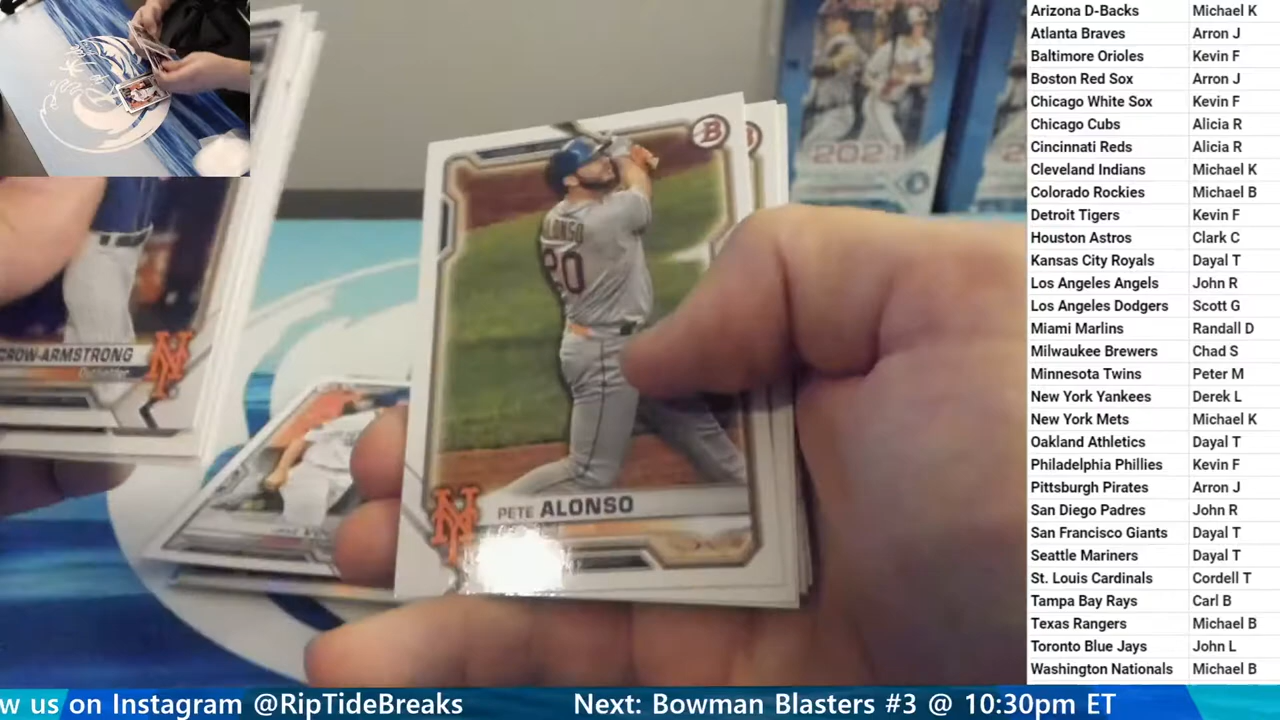 Arizona D-Backs Michael K
Atlanta Braves Arron J
Baltimore Orioles Kevin F
Boston Red Sox Arron J
Chicago White Sox Kevin F
Chicago Cubs Alicia R
Cincinnati Reds Alicia R
Cleveland Indians Michael K
Colorado Rockies Michael B
Detroit Tigers Kevin F
Houston Astros Clark C
Kansas City Royals Dayal T
Los Angeles Angels John R
Los Angeles Dodgers Scott G
Miami Marlins Randall D
Milwaukee Brewers Chad S
Minnesota Twins Peter M
New York Yankees Derek L
New York Mets Michael K
Oakland Athletics Dayal T
Philadelphia Phillies Kevin F
Pittsburgh Pirates Arron J
San Diego Padres John R
San Francisco Giants Dayal T
Seattle Mariners Dayal T
St. Louis Cardinals Cordell T
Tampa Bay Rays Carl B
Texas Rangers Michael B
Toronto Blue Jays John L
Washington Nationals Michael B
2021
B
ALONSO
20
CROW-ARMSTRONG
Outfielder
NY
NY
PETE ALONSO
w us on Instagram @RipTideBreaks Next: Bowman Blasters #3 @ 10:30pm ET